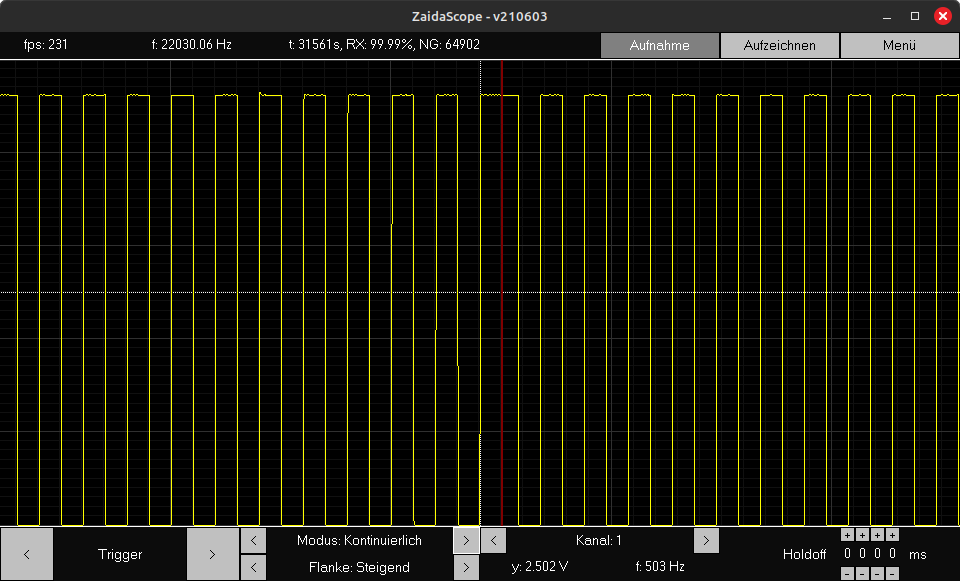 ZaidaScope - v210603
fps: 231 f: 22030.06 Hz t: 31561s, RX: 99.99%, NG: 64902 Aufnahme Aufzeichnen Menü
< Trigger > < Modus: Kontinuierlich > < Kanal: 1 > Holdoff + + + + 0 0 0 0 ms
< Flanke: Steigend > y: 2.502 V f: 503 Hz - - - -